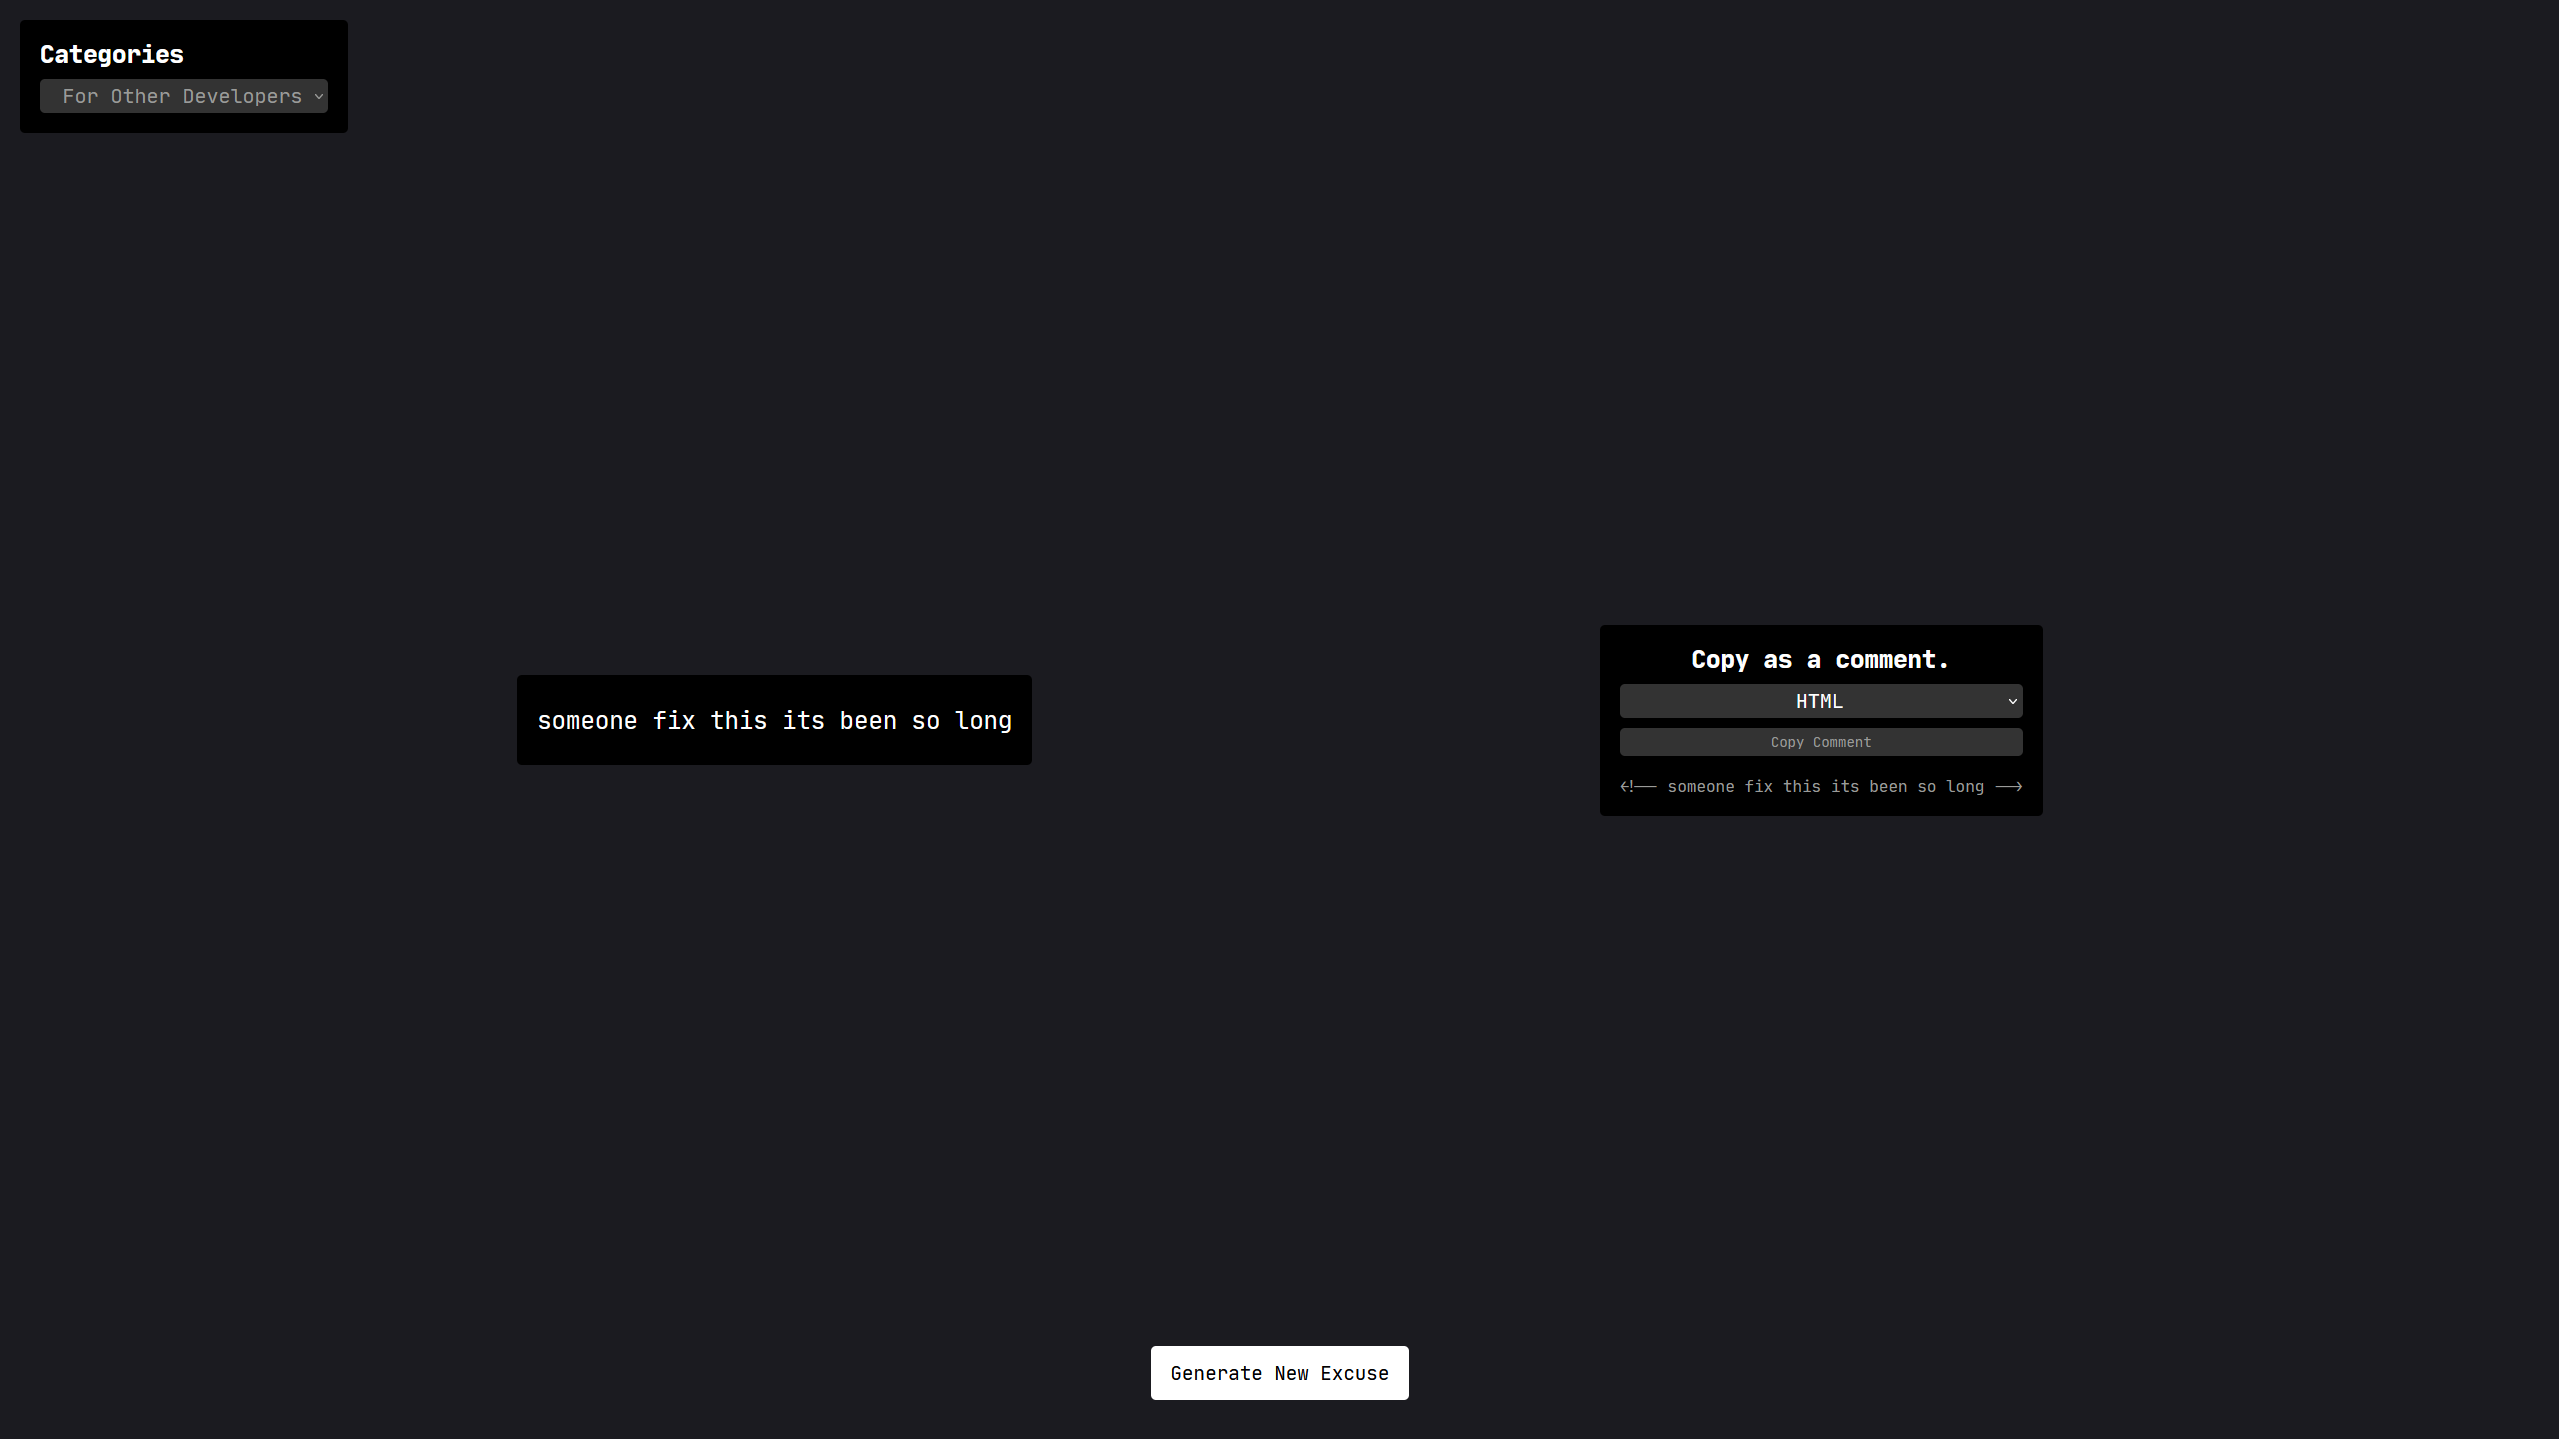 Categories
For Other Developers
someone fix this its been so long
Copy as a comment.
HTML
Copy Comment
<!-- someone fix this its been so long -->
Generate New Excuse